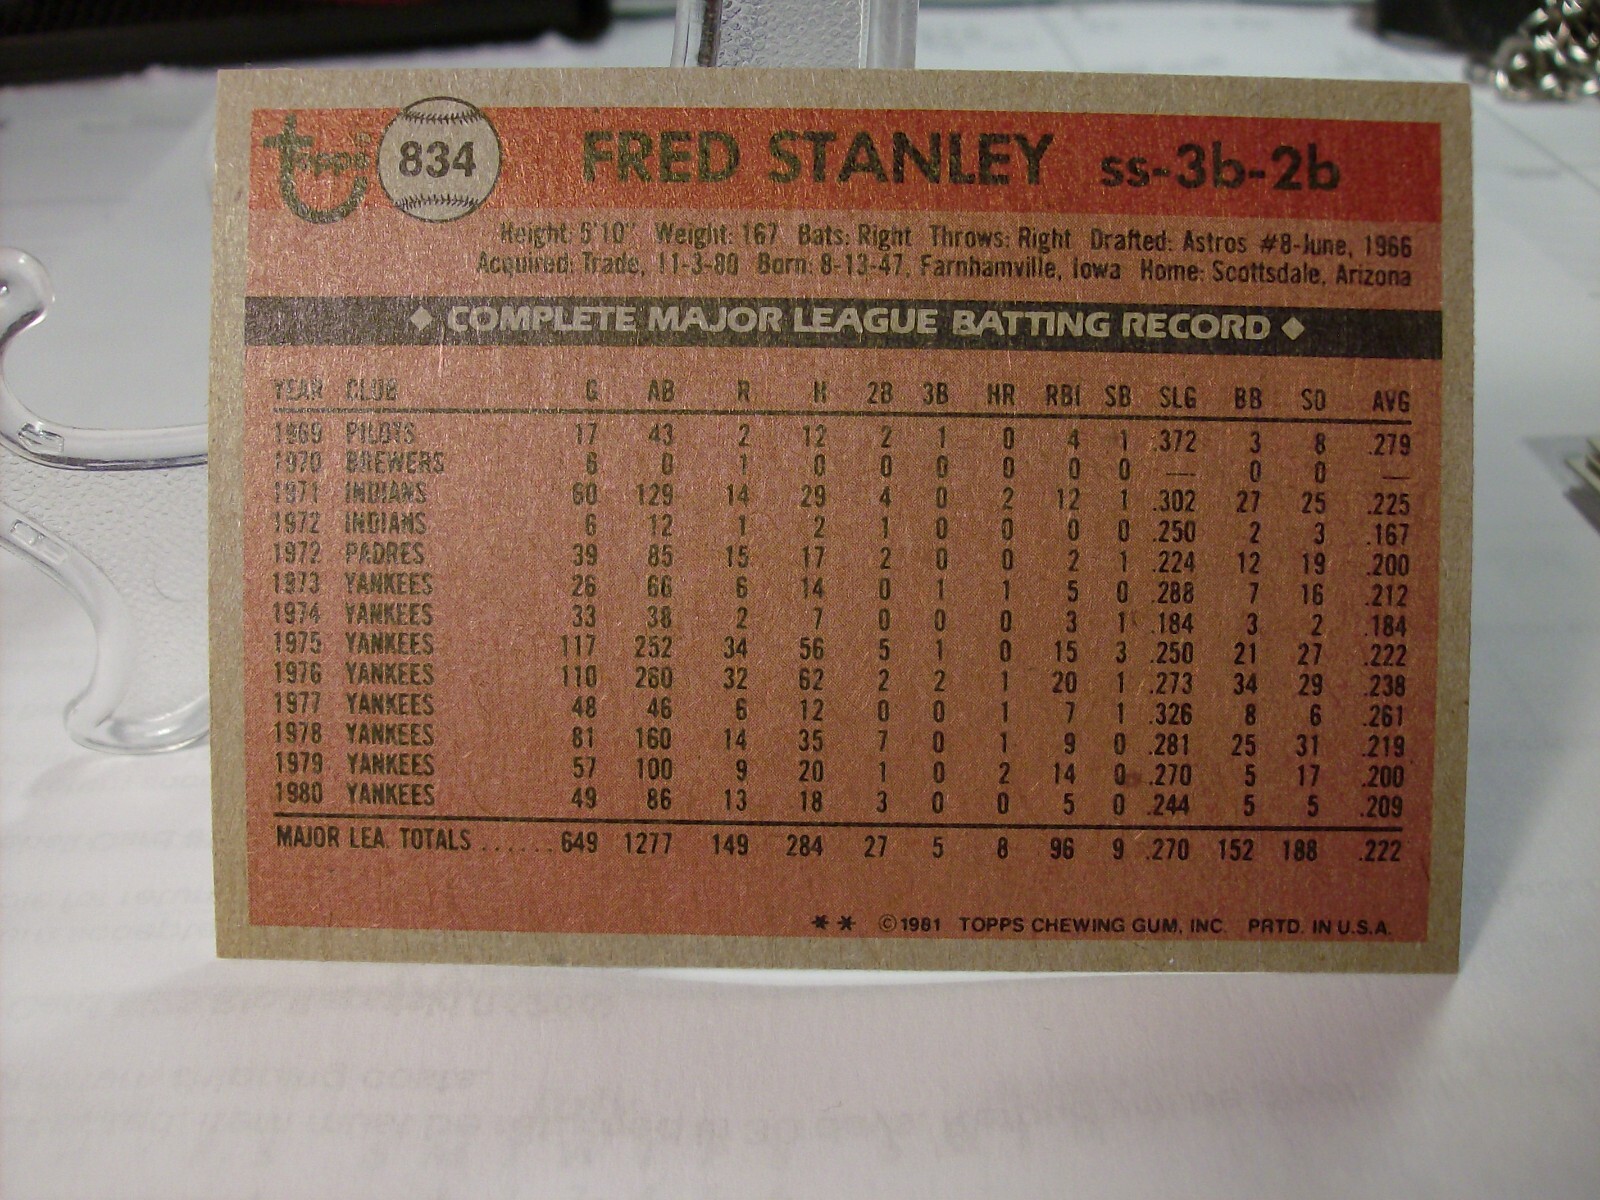 topps 834 FRED STANLEY ss-3b-2b
Height: 5'10" Weight: 167 Bats: Right Throws: Right Drafted: Astros #8-June, 1966
Acquired: Trade, 11-3-80 Born: 8-13-47, Farnhamville, Iowa Home: Scottsdale, Arizona
◆ COMPLETE MAJOR LEAGUE BATTING RECORD ◆
YEAR CLUB G AB R H 2B 3B HR RBI SB SLG BB SO AVG
1969 PILOTS 17 43 2 12 2 1 0 4 1 .372 3 8 .279
1970 BREWERS 6 0 1 0 0 0 0 0 0 — 0 0 —
1971 INDIANS 60 129 14 29 4 0 2 12 1 .302 27 25 .225
1972 INDIANS 6 12 1 2 1 0 0 0 0 .250 2 3 .167
1972 PADRES 39 85 15 17 2 0 0 2 1 .224 12 19 .200
1973 YANKEES 26 66 6 14 0 1 1 5 0 .288 7 16 .212
1974 YANKEES 33 38 2 7 0 0 0 3 1 .184 3 2 .184
1975 YANKEES 117 252 34 56 5 1 0 15 3 .250 21 27 .222
1976 YANKEES 110 260 32 62 2 2 1 20 1 .273 34 29 .238
1977 YANKEES 48 46 6 12 0 0 1 7 1 .326 8 6 .261
1978 YANKEES 81 160 14 35 7 0 1 9 0 .281 25 31 .219
1979 YANKEES 57 100 9 20 1 0 2 14 0 .270 5 17 .200
1980 YANKEES 49 86 13 18 3 0 0 5 0 .244 5 5 .209
MAJOR LEA. TOTALS ...... 649 1277 149 284 27 5 8 96 9 .270 152 188 .222
** ©1981 TOPPS CHEWING GUM, INC. PRTD. IN U.S.A.